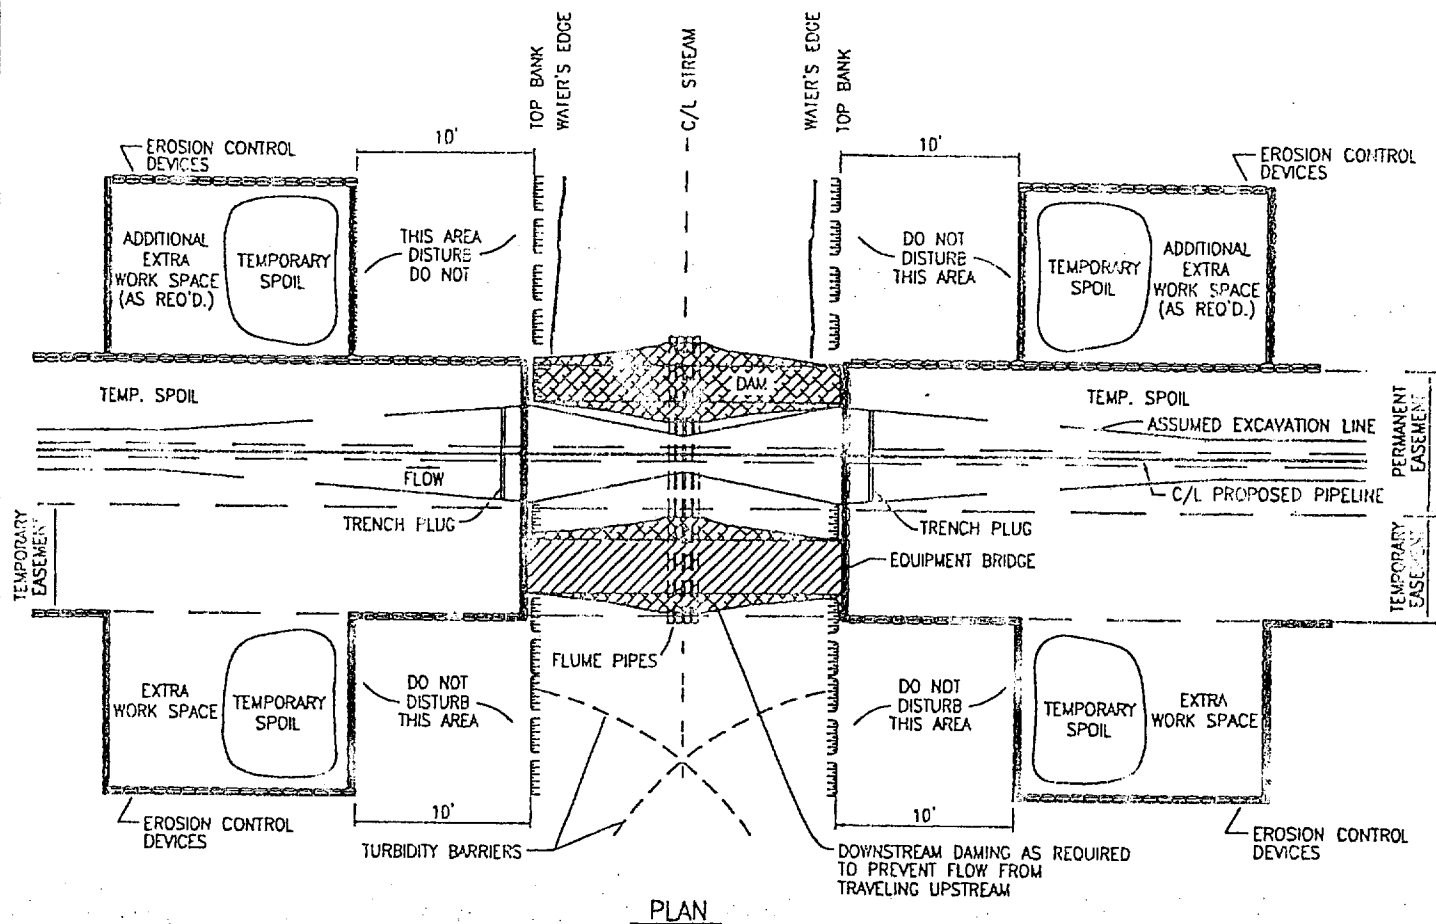 TOP BANK
WATER'S EDGE
C/L STREAM
WATER'S EDGE
TOP BANK
10'
10'
EROSION CONTROL
DEVICES
EROSION CONTROL
DEVICES
ADDITIONAL
EXTRA
WORK SPACE
(AS REO'D.)
TEMPORARY
SPOIL
THIS AREA
DISTURB
DO NOT
DO NOT
DISTURB
THIS AREA
TEMPORARY
SPOIL
ADDITIONAL
EXTRA
WORK SPACE
(AS REO'D.)
DAM
TEMP. SPOIL
TEMP. SPOIL
ASSUMED EXCAVATION LINE
PERMANENT
EASEMENT
FLOW
C/L PROPOSED PIPELINE
TRENCH PLUG
TRENCH PLUG
TEMPORARY
EASEMENT
EQUIPMENT BRIDGE
TEMPORARY
EASEMENT
FLUME PIPES
EXTRA
WORK SPACE
TEMPORARY
SPOIL
DO NOT
DISTURB
THIS AREA
DO NOT
DISTURB
THIS AREA
TEMPORARY
SPOIL
EXTRA
WORK SPACE
10'
10'
EROSION CONTROL
DEVICES
TURBIDITY BARRIERS
DOWNSTREAM DAMING AS REQUIRED
TO PREVENT FLOW FROM
TRAVELING UPSTREAM
EROSION CONTROL
DEVICES
PLAN